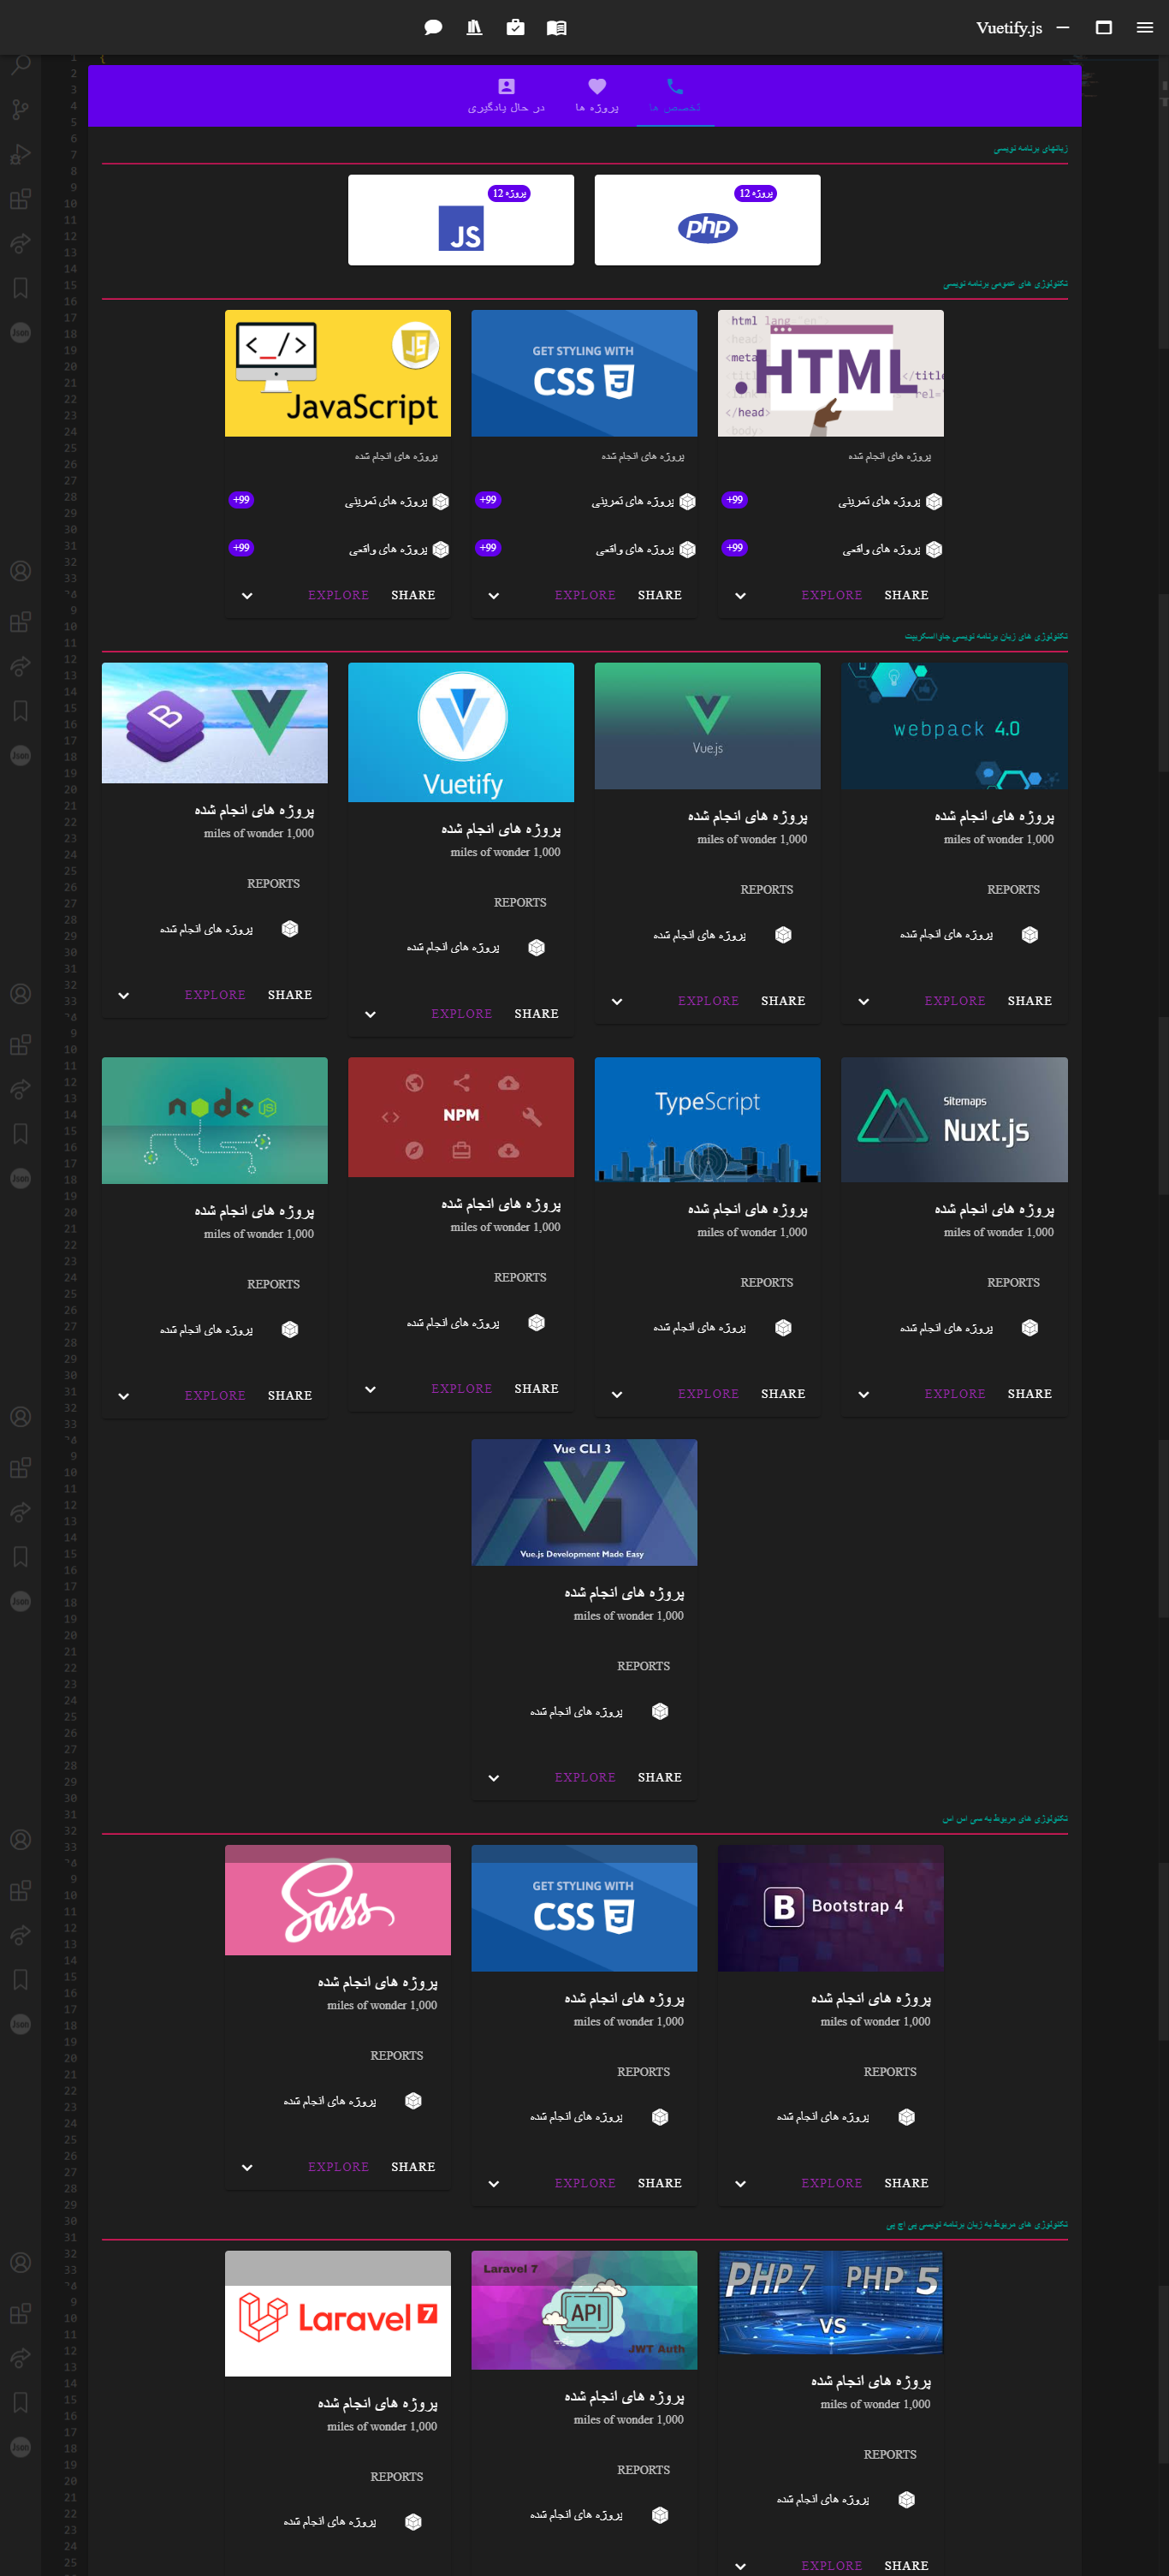 Vuetify.js
تخصص ها
پروژه ها
در حال یادگیری
زبانهای برنامه نویسی
12 پروژه
php
12 پروژه
JS
تکنولوژی های عمومی برنامه نویسی
.HTML
GET STYLING WITH
CSS 3
JS
JavaScript
پروژه های انجام شده
پروژه های انجام شده
پروژه های انجام شده
پروژه های تمرینی
+99
پروژه های تمرینی
+99
پروژه های تمرینی
+99
پروژه های واقعی
+99
پروژه های واقعی
+99
پروژه های واقعی
+99
SHARE EXPLORE
SHARE EXPLORE
SHARE EXPLORE
تکنولوژی های زبان برنامه نویسی جاوااسکریپت
webpack 4.0
پروژه های انجام شده
miles of wonder 1,000
REPORTS
پروژه های انجام شده
SHARE EXPLORE
Vue.js
پروژه های انجام شده
miles of wonder 1,000
REPORTS
پروژه های انجام شده
SHARE EXPLORE
Vuetify
پروژه های انجام شده
miles of wonder 1,000
REPORTS
پروژه های انجام شده
SHARE EXPLORE
B
پروژه های انجام شده
miles of wonder 1,000
REPORTS
پروژه های انجام شده
SHARE EXPLORE
Sitemaps
Nuxt.js
پروژه های انجام شده
miles of wonder 1,000
REPORTS
پروژه های انجام شده
SHARE EXPLORE
TypeScript
پروژه های انجام شده
miles of wonder 1,000
REPORTS
پروژه های انجام شده
SHARE EXPLORE
NPM
پروژه های انجام شده
miles of wonder 1,000
REPORTS
پروژه های انجام شده
SHARE EXPLORE
node JS
پروژه های انجام شده
miles of wonder 1,000
REPORTS
پروژه های انجام شده
SHARE EXPLORE
Vue CLI 3
Vue.js Development Made Easy
پروژه های انجام شده
miles of wonder 1,000
REPORTS
پروژه های انجام شده
SHARE EXPLORE
تکنولوژی های مربوط به سی اس اس
B Bootstrap 4
پروژه های انجام شده
miles of wonder 1,000
REPORTS
پروژه های انجام شده
SHARE EXPLORE
GET STYLING WITH
CSS 3
پروژه های انجام شده
miles of wonder 1,000
REPORTS
پروژه های انجام شده
SHARE EXPLORE
Sass
پروژه های انجام شده
miles of wonder 1,000
REPORTS
پروژه های انجام شده
SHARE EXPLORE
تکنولوژی های مربوط به زبان برنامه نویسی پی اچ پی
PHP 7 PHP 5
VS
پروژه های انجام شده
miles of wonder 1,000
REPORTS
پروژه های انجام شده
SHARE EXPLORE
Laravel 7
API
JWT Auth
پروژه های انجام شده
miles of wonder 1,000
REPORTS
پروژه های انجام شده
Laravel 7
پروژه های انجام شده
miles of wonder 1,000
REPORTS
پروژه های انجام شده